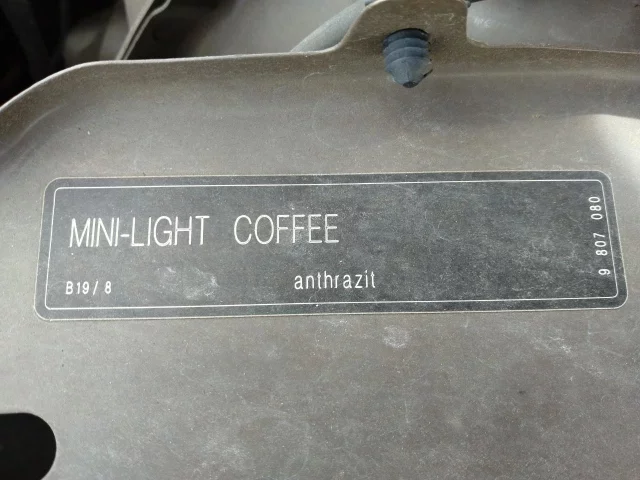 MINI-LIGHT COFFEE
B19/8 anthrazit
9 807 080